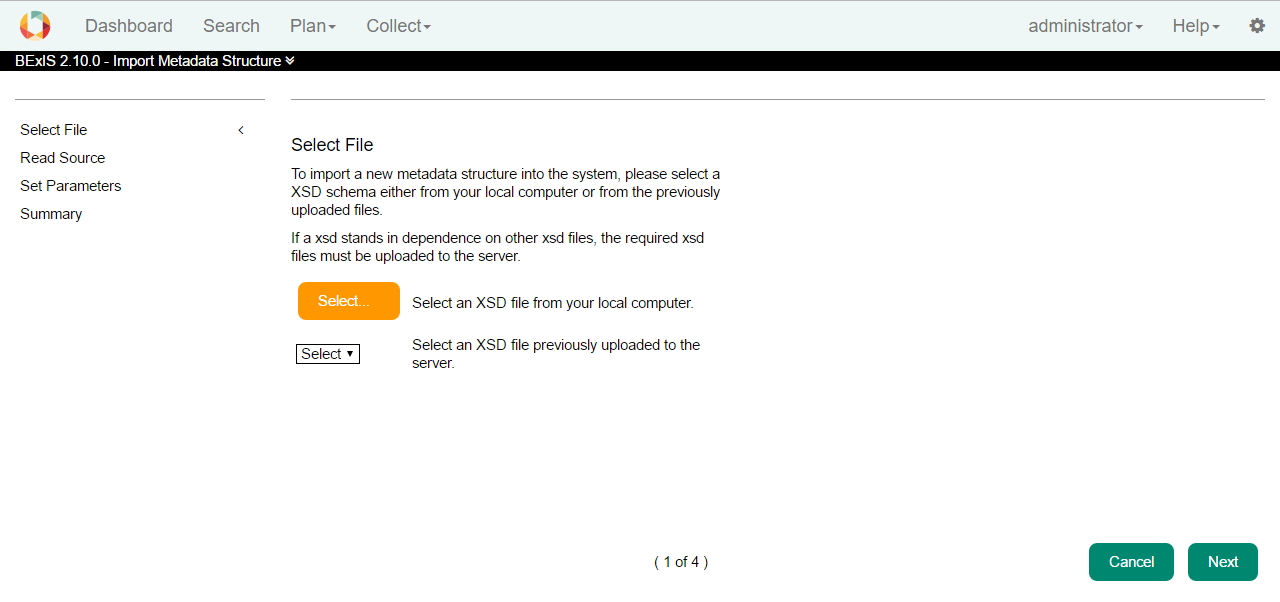 Dashboard Search Plan Collect administrator Help
BExIS 2.10.0 - Import Metadata Structure
Select File
Read Source
Set Parameters
Summary
Select File
To import a new metadata structure into the system, please select a
XSD schema either from your local computer or from the previously
uploaded files.
If a xsd stands in dependence on other xsd files, the required xsd
files must be uploaded to the server.
Select... Select an XSD file from your local computer.
Select Select an XSD file previously uploaded to the
server.
( 1 of 4 ) Cancel Next